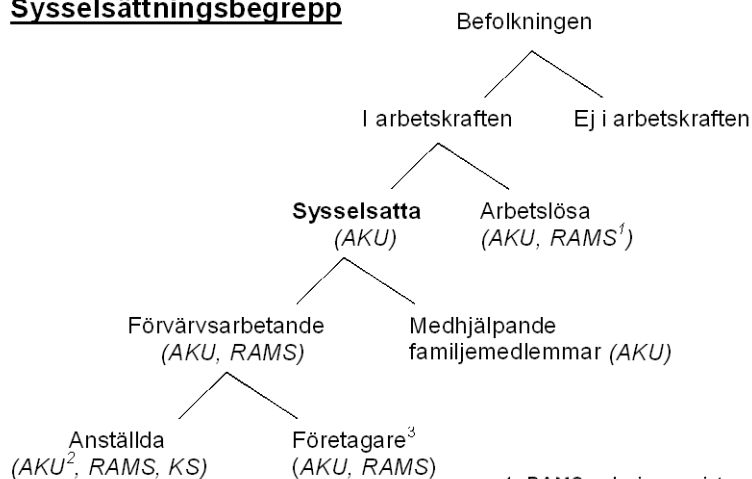 Sysselsättningsbegrepp
Befolkningen
I arbetskraften Ej i arbetskraften
Sysselsatta Arbetslösa
(AKU) (AKU, RAMS¹)
Förvärvsarbetande Medhjälpande
(AKU, RAMS) familjemedlemmar (AKU)
Anställda Företagare³
(AKU², RAMS, KS) (AKU, RAMS)